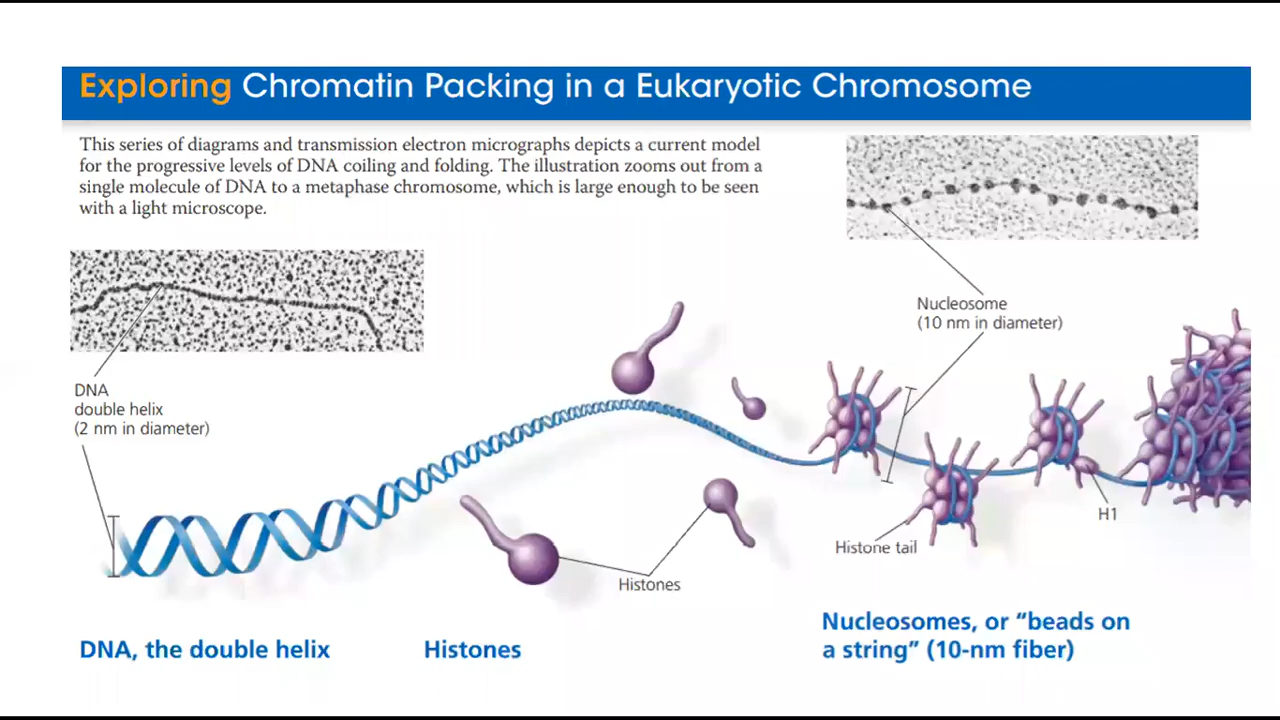 Exploring Chromatin Packing in a Eukaryotic Chromosome
This series of diagrams and transmission electron micrographs depicts a current model
for the progressive levels of DNA coiling and folding. The illustration zooms out from a
single molecule of DNA to a metaphase chromosome, which is large enough to be seen
with a light microscope.
Nucleosome
(10 nm in diameter)
DNA
double helix
(2 nm in diameter)
H1
Histone tail
Histones
DNA, the double helix
Histones
Nucleosomes, or “beads on
a string” (10-nm fiber)